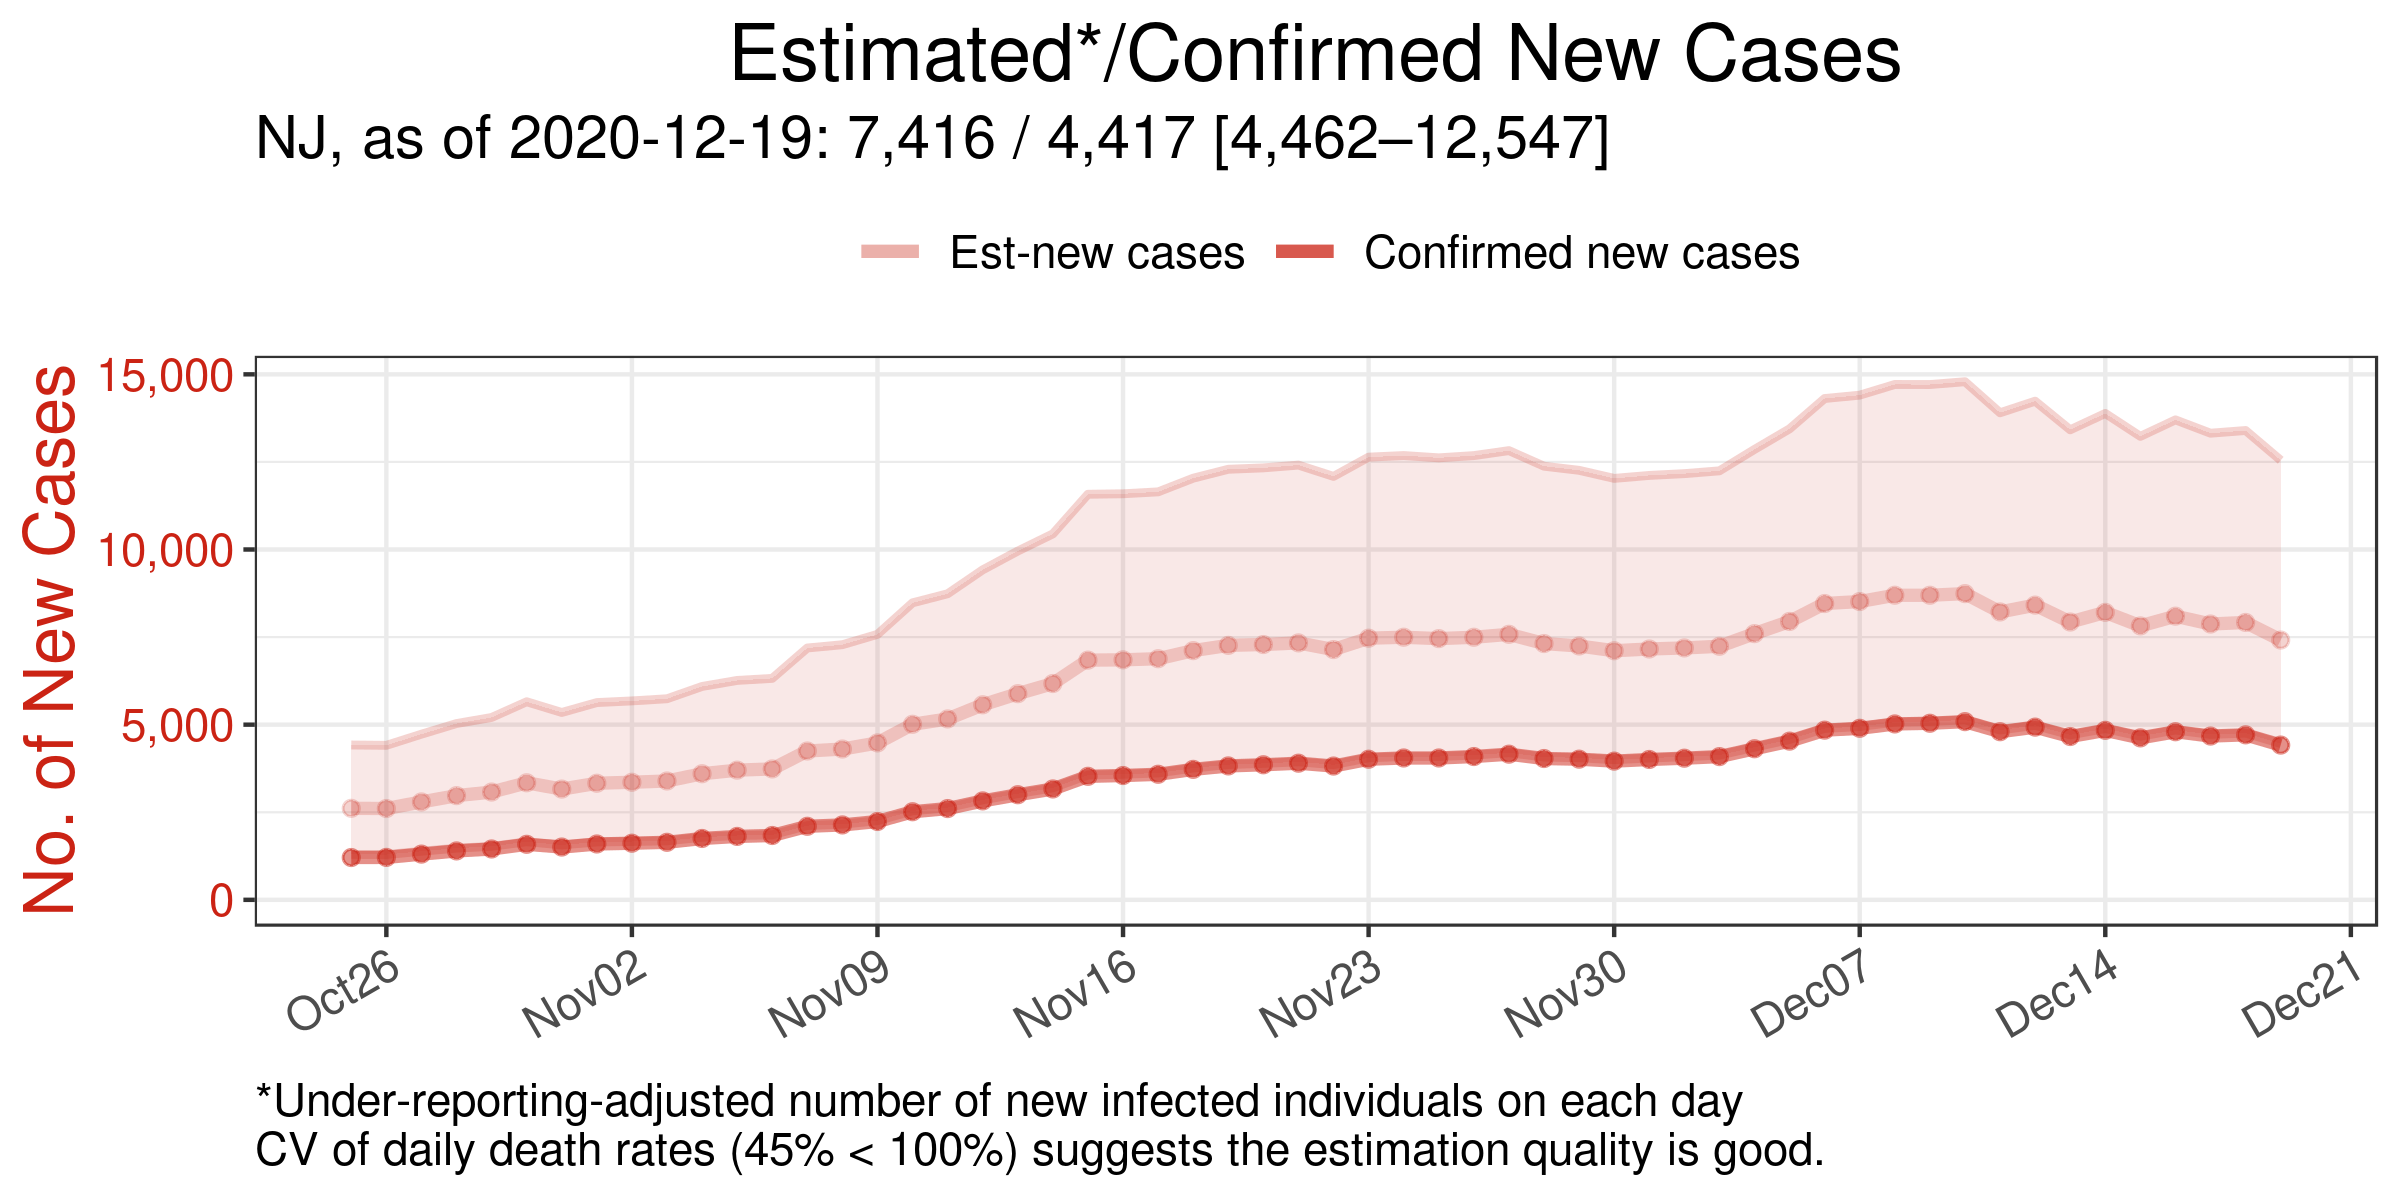 Estimated*/Confirmed New Cases
NJ, as of 2020-12-19: 7,416 / 4,417 [4,462–12,547]
Est-new cases Confirmed new cases
No. of New Cases
15,000
10,000
5,000
0
Oct26 Nov02 Nov09 Nov16 Nov23 Nov30 Dec07 Dec14 Dec21
*Under-reporting-adjusted number of new infected individuals on each day
CV of daily death rates (45% < 100%) suggests the estimation quality is good.